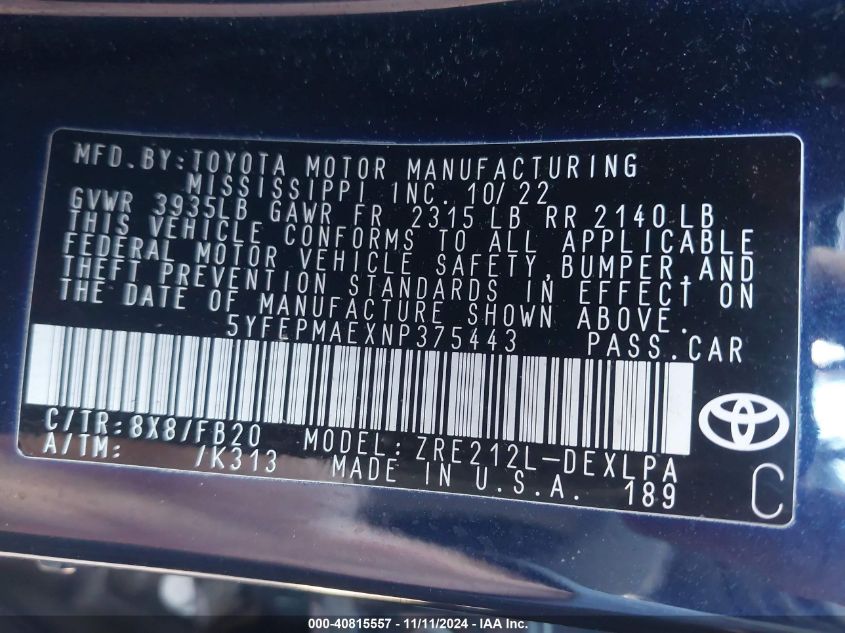 MFD.BY:TOYOTA MOTOR MANUFACTURING
MISSISSIPPI INC. 10/22
GVWR 3935LB GAWR FR 2315 LB RR 2140 LB
THIS VEHICLE CONFORMS TO ALL APPLICABLE
FEDERAL MOTOR VEHICLE SAFETY,BUMPER,AND
THEFT PREVENTION STANDARDS IN EFFECT ON
THE DATE OF MANUFACTURE SHOWN ABOVE.
5YFEPMAEXNP375443 PASS.CAR
C/TR:8X8/FB20 MODEL:ZRE212L-DEXLPA
A/TM: /K313 MADE IN U.S.A. 189
C
000-40815557 - 11/11/2024 - IAA Inc.